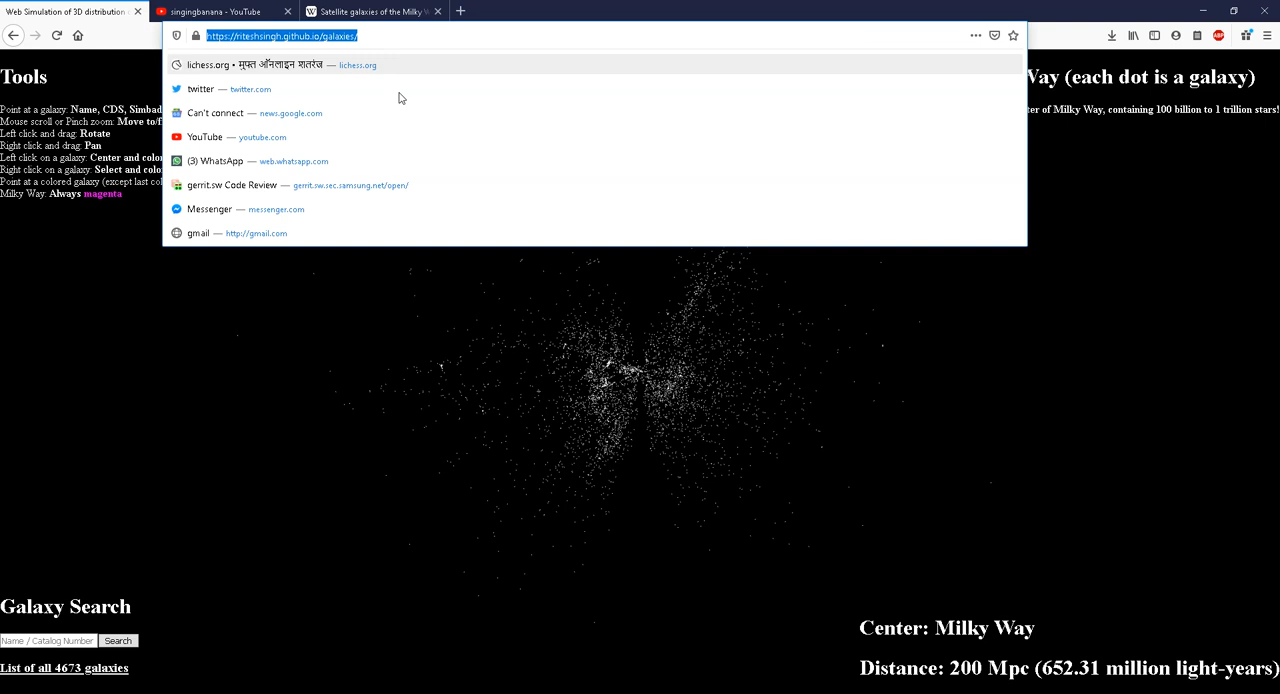 Web Simulation of 3D distribution
singingbanana - YouTube
Satellite galaxies of the Milky W
https://riteshsingh.github.io/galaxies/
lichess.org • मुफ्त ऑनलाइन शतरंज — lichess.org
twitter — twitter.com
Can't connect — news.google.com
YouTube — youtube.com
(3) WhatsApp — web.whatsapp.com
gerrit.sw Code Review — gerrit.sw.sec.samsung.net/open/
Messenger — messenger.com
gmail — http://gmail.com
ABP
Tools
Point at a galaxy: Name, CDS, Simbad
Mouse scroll or Pinch zoom: Move to/f
Left click and drag: Rotate
Right click and drag: Pan
Left click on a galaxy: Center and colo
Right click on a galaxy: Select and colo
Point at a colored galaxy (except last col
Milky Way: Always magenta
Way (each dot is a galaxy)
ter of Milky Way, containing 100 billion to 1 trillion stars!
Galaxy Search
Name / Catalog Number Search
List of all 4673 galaxies
Center: Milky Way
Distance: 200 Mpc (652.31 million light-years)